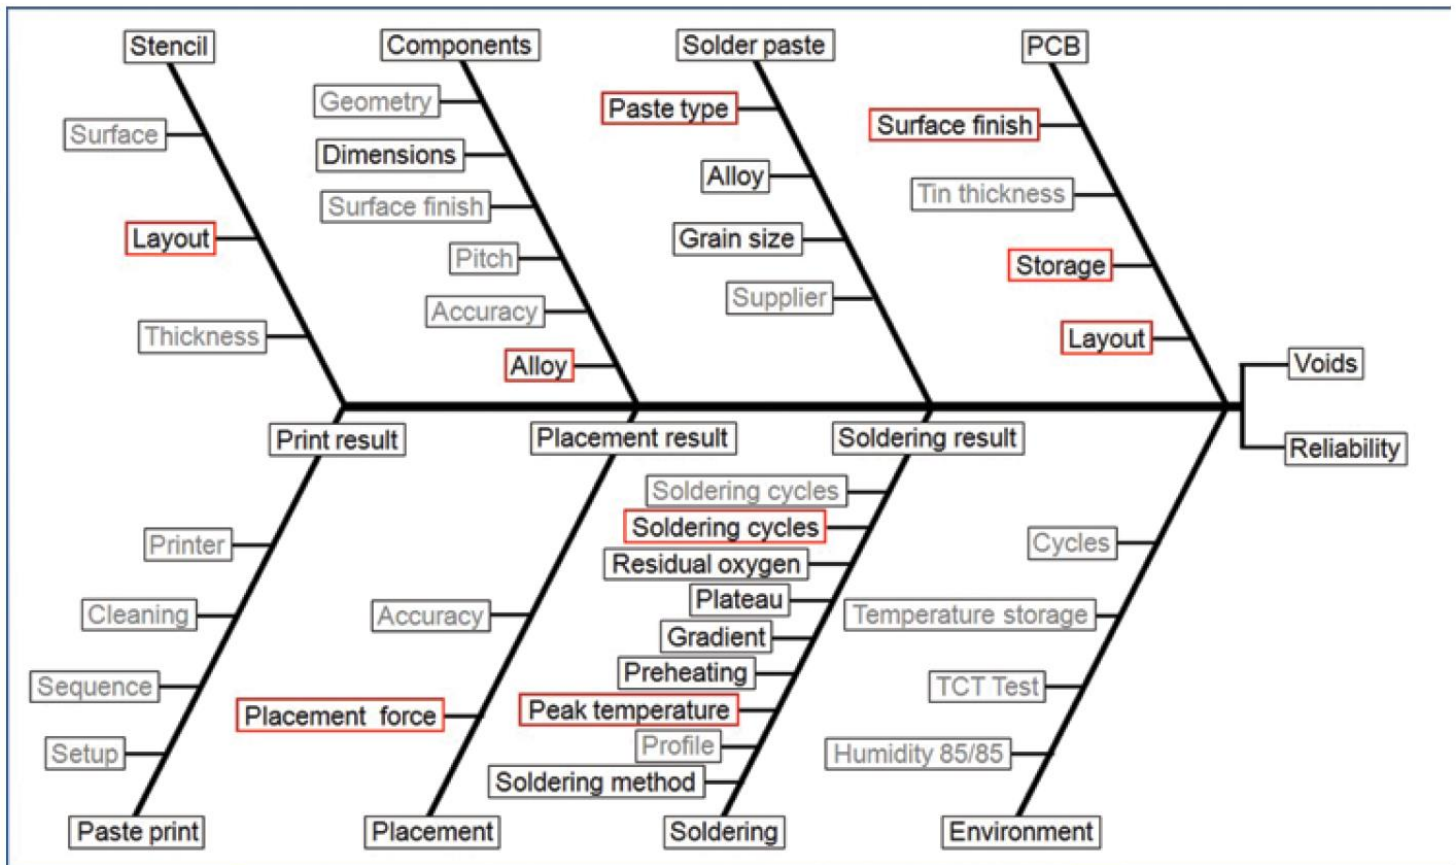 Stencil
Components
Solder paste
PCB
Surface
Layout
Thickness
Geometry
Dimensions
Surface finish
Pitch
Accuracy
Alloy
Paste type
Alloy
Grain size
Supplier
Surface finish
Tin thickness
Storage
Layout
Voids
Reliability
Print result
Placement result
Soldering result
Printer
Cleaning
Sequence
Setup
Paste print
Accuracy
Placement force
Placement
Soldering cycles
Soldering cycles
Residual oxygen
Plateau
Gradient
Preheating
Peak temperature
Profile
Soldering method
Soldering
Cycles
Temperature storage
TCT Test
Humidity 85/85
Environment